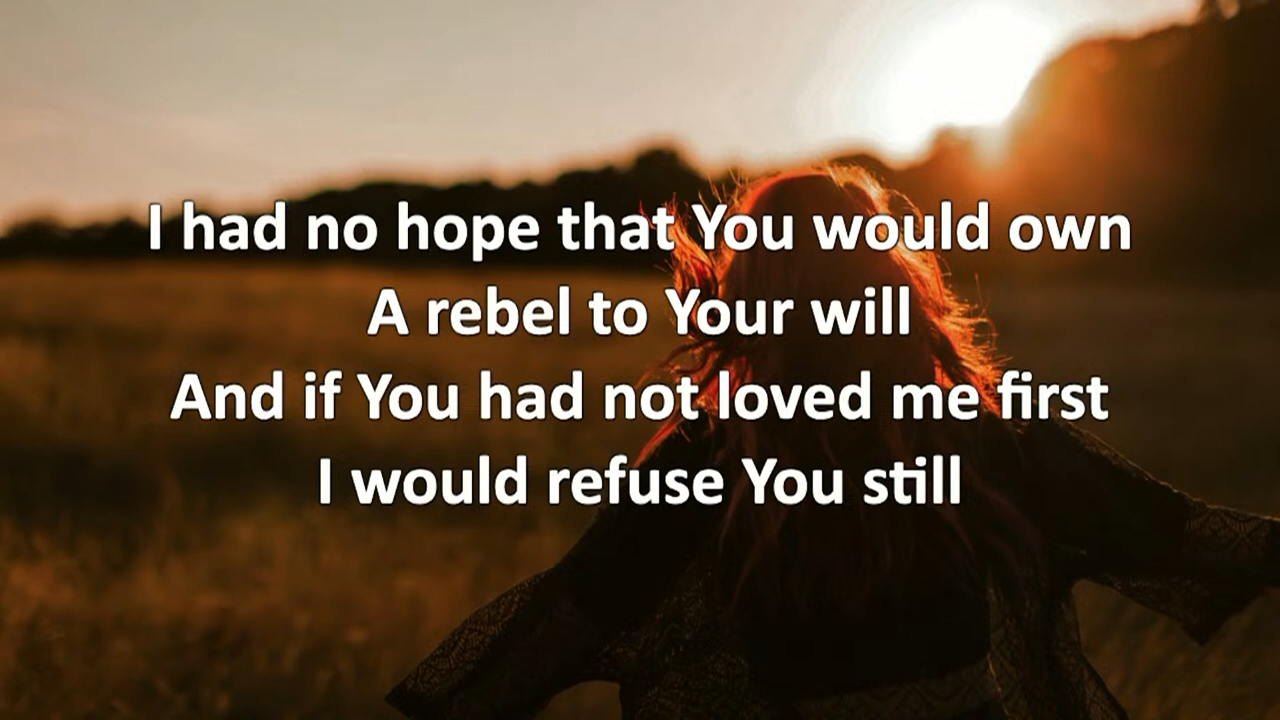 I had no hope that You would own
A rebel to Your will
And if You had not loved me first
I would refuse You still